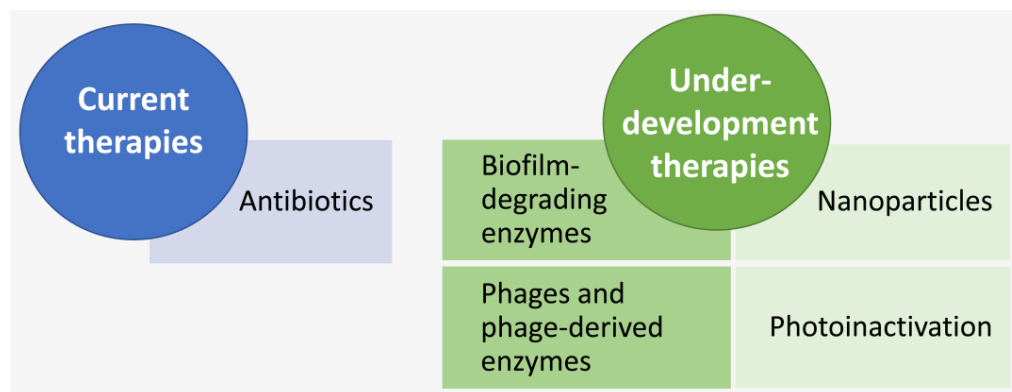 Current
therapies
Antibiotics
Under-
development
therapies
Biofilm-
degrading
enzymes
Nanoparticles
Phages and
phage-derived
enzymes
Photoinactivation